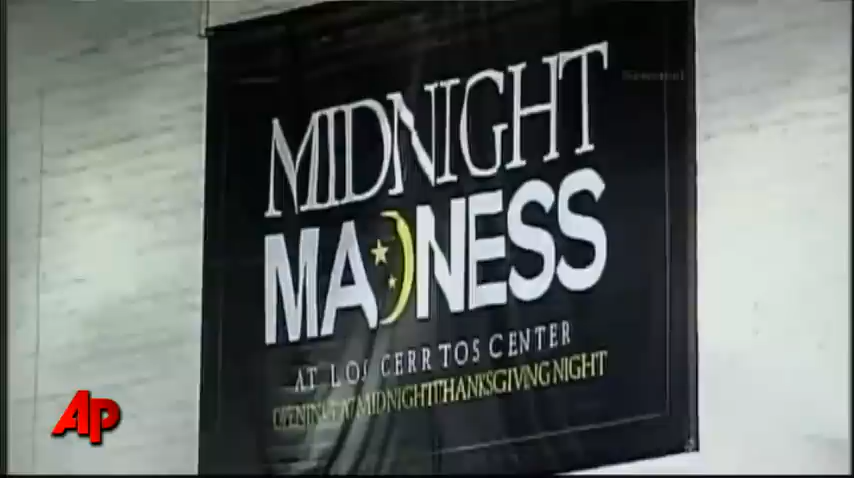 MIDNIGHT
MADNESS
AT LOS CERRITOS CENTER
OPENING AT MIDNIGHT THANKSGIVING NIGHT
AP